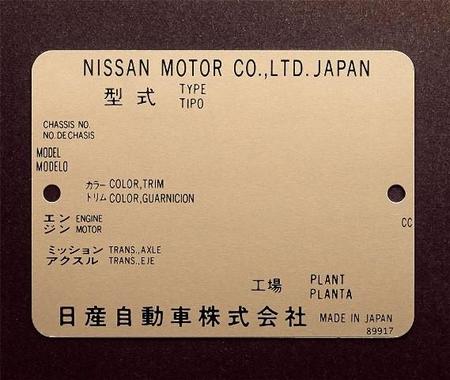 NISSAN MOTOR CO.,LTD. JAPAN
型式 TYPE
TIPO
CHASSIS NO.
NO. DE CHASIS
MODEL
MODELO
カラー COLOR,TRIM
トリム COLOR,GUARNICION
エン ENGINE
ジン MOTOR
CC
ミッション TRANS.,AXLE
アクスル TRANS.,EJE
工場 PLANT
PLANTA
日産自動車株式会社 MADE IN JAPAN
89917